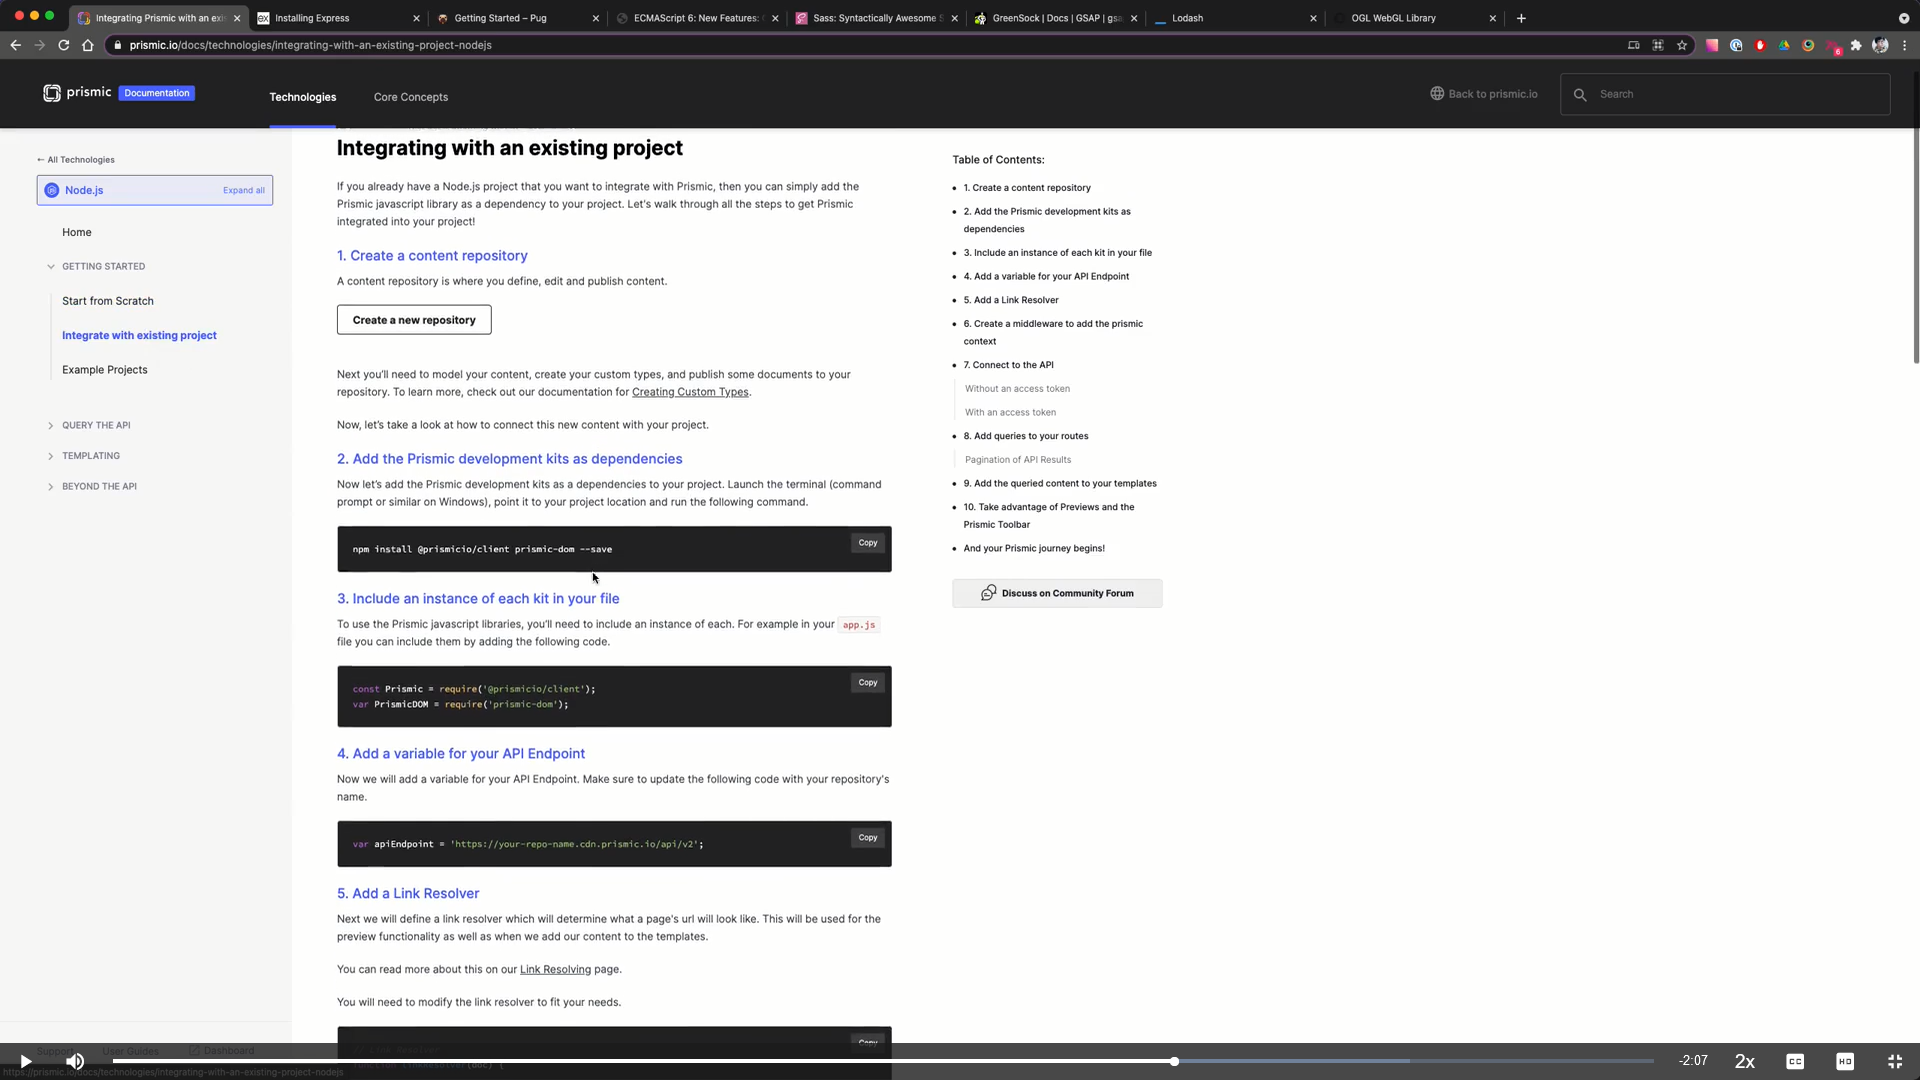 Integrating Prismic with an exi
Installing Express
Getting Started – Pug
ECMAScript 6: New Features:
Sass: Syntactically Awesome S
GreenSock | Docs | GSAP | gsa
Lodash
OGL WebGL Library
prismic.io/docs/technologies/integrating-with-an-existing-project-nodejs
6
prismic Documentation
Technologies
Core Concepts
Back to prismic.io
Search
← All Technologies
Node.js
Expand all
Home
GETTING STARTED
Start from Scratch
Integrate with existing project
Example Projects
QUERY THE API
TEMPLATING
BEYOND THE API
Integrating with an existing project
If you already have a Node.js project that you want to integrate with Prismic, then you can simply add the
Prismic javascript library as a dependency to your project. Let's walk through all the steps to get Prismic
integrated into your project!
1. Create a content repository
A content repository is where you define, edit and publish content.
Create a new repository
Next you'll need to model your content, create your custom types, and publish some documents to your
repository. To learn more, check out our documentation for Creating Custom Types.
Now, let's take a look at how to connect this new content with your project.
2. Add the Prismic development kits as dependencies
Now let's add the Prismic development kits as a dependencies to your project. Launch the terminal (command
prompt or similar on Windows), point it to your project location and run the following command.
npm install @prismicio/client prismic-dom --save
Copy
3. Include an instance of each kit in your file
To use the Prismic javascript libraries, you'll need to include an instance of each. For example in your app.js
file you can include them by adding the following code.
const Prismic = require('@prismicio/client');
var PrismicDOM = require('prismic-dom');
Copy
4. Add a variable for your API Endpoint
Now we will add a variable for your API Endpoint. Make sure to update the following code with your repository's
name.
var apiEndpoint = 'https://your-repo-name.cdn.prismic.io/api/v2';
Copy
5. Add a Link Resolver
Next we will define a link resolver which will determine what a page's url will look like. This will be used for the
preview functionality as well as when we add our content to the templates.
You can read more about this on our Link Resolving page.
You will need to modify the link resolver to fit your needs.
Copy
Table of Contents:
1. Create a content repository
2. Add the Prismic development kits as
dependencies
3. Include an instance of each kit in your file
4. Add a variable for your API Endpoint
5. Add a Link Resolver
6. Create a middleware to add the prismic
context
7. Connect to the API
Without an access token
With an access token
8. Add queries to your routes
Pagination of API Results
9. Add the queried content to your templates
10. Take advantage of Previews and the
Prismic Toolbar
And your Prismic journey begins!
Discuss on Community Forum
Support
User Guides
Dashboard
https://prismic.io/docs/technologies/integrating-with-an-existing-project-nodejs
-2:07
2x
CC
HD